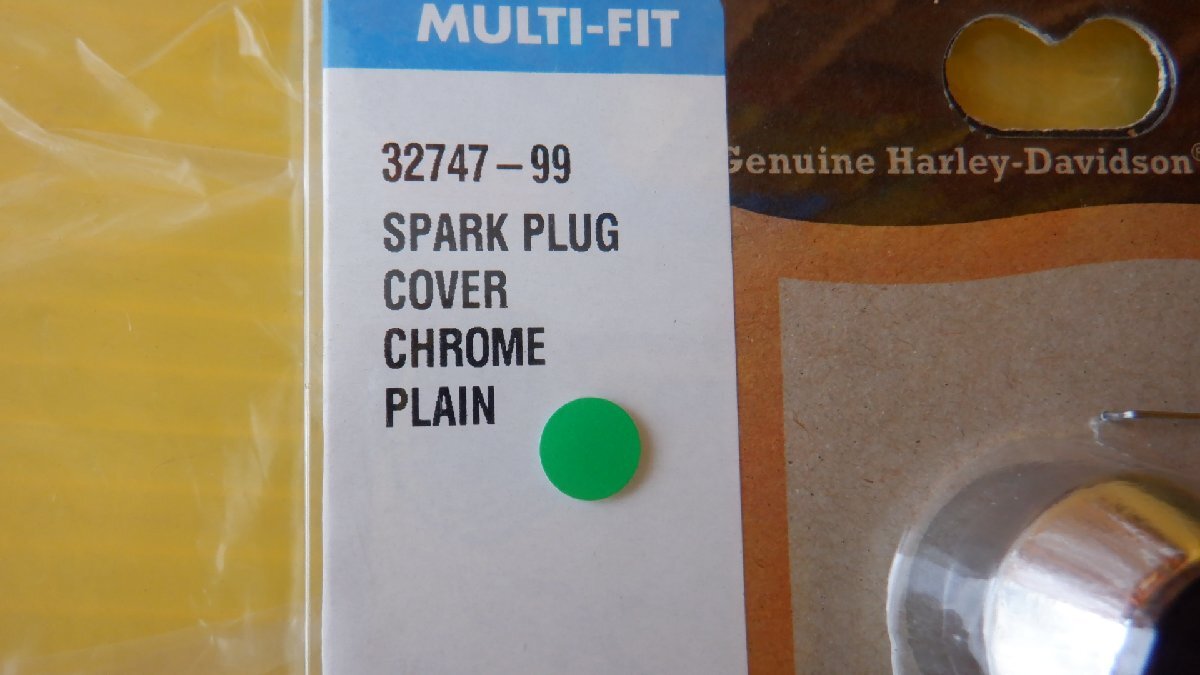 MULTI-FIT
32747-99
SPARK PLUG
COVER
CHROME
PLAIN
Genuine Harley-Davidson®